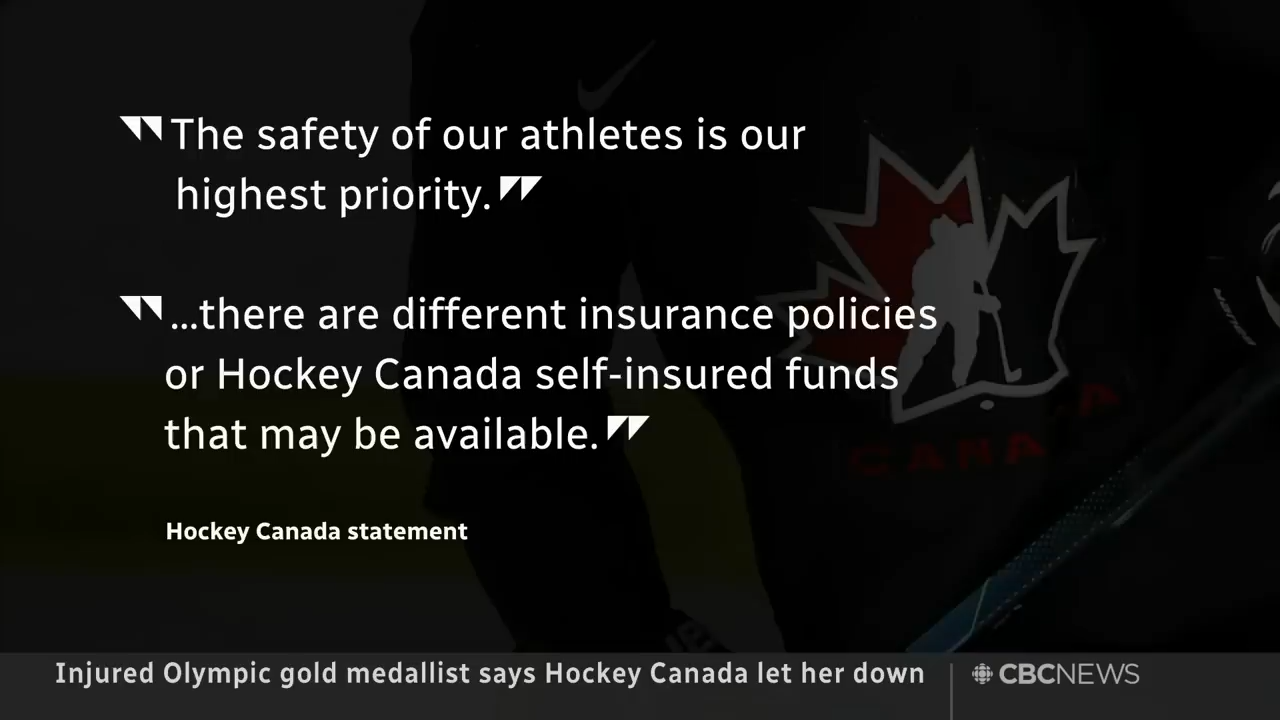 "The safety of our athletes is our
highest priority."
"...there are different insurance policies
or Hockey Canada self-insured funds
that may be available."
Hockey Canada statement
CANADA
Injured Olympic gold medallist says Hockey Canada let her down
CBCNEWS